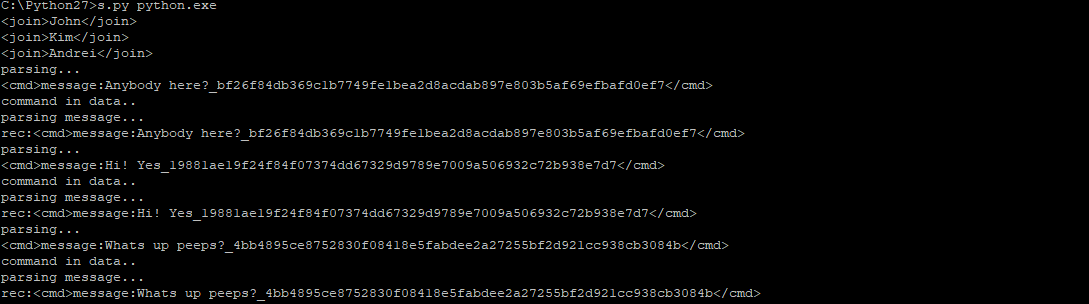 C:\Python27>s.py python.exe
<join>John</join>
<join>Kim</join>
<join>Andrei</join>
parsing...
<cmd>message:Anybody here?_bf26f84db369c1b7749fe1bea2d8acdab897e803b5af69efbafd0ef7</cmd>
command in data..
parsing message...
rec:<cmd>message:Anybody here?_bf26f84db369c1b7749fe1bea2d8acdab897e803b5af69efbafd0ef7</cmd>
parsing...
<cmd>message:Hi! Yes_19881ae19f24f84f07374dd67329d9789e7009a506932c72b938e7d7</cmd>
command in data..
parsing message...
rec:<cmd>message:Hi! Yes_19881ae19f24f84f07374dd67329d9789e7009a506932c72b938e7d7</cmd>
parsing...
<cmd>message:Whats up peeps?_4bb4895ce8752830f08418e5fabdee2a27255bf2d921cc938cb3084b</cmd>
command in data..
parsing message...
rec:<cmd>message:Whats up peeps?_4bb4895ce8752830f08418e5fabdee2a27255bf2d921cc938cb3084b</cmd>